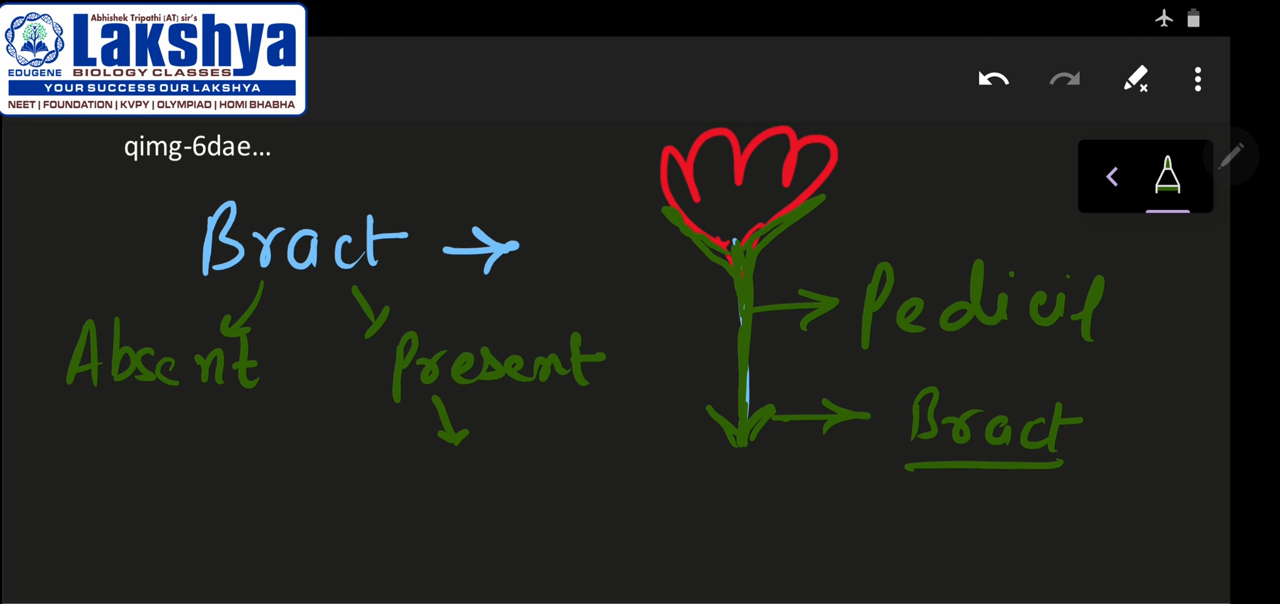 Abhishek Tripathi (AT) sir's
Lakshya
EDUGENE BIOLOGY CLASSES
YOUR SUCCESS OUR LAKSHYA
NEET | FOUNDATION | KVPY | OLYMPIAD | HOMI BHABHA
qimg-6dae...
Bract →
Absent Present
→ Pedicil
→ Bract